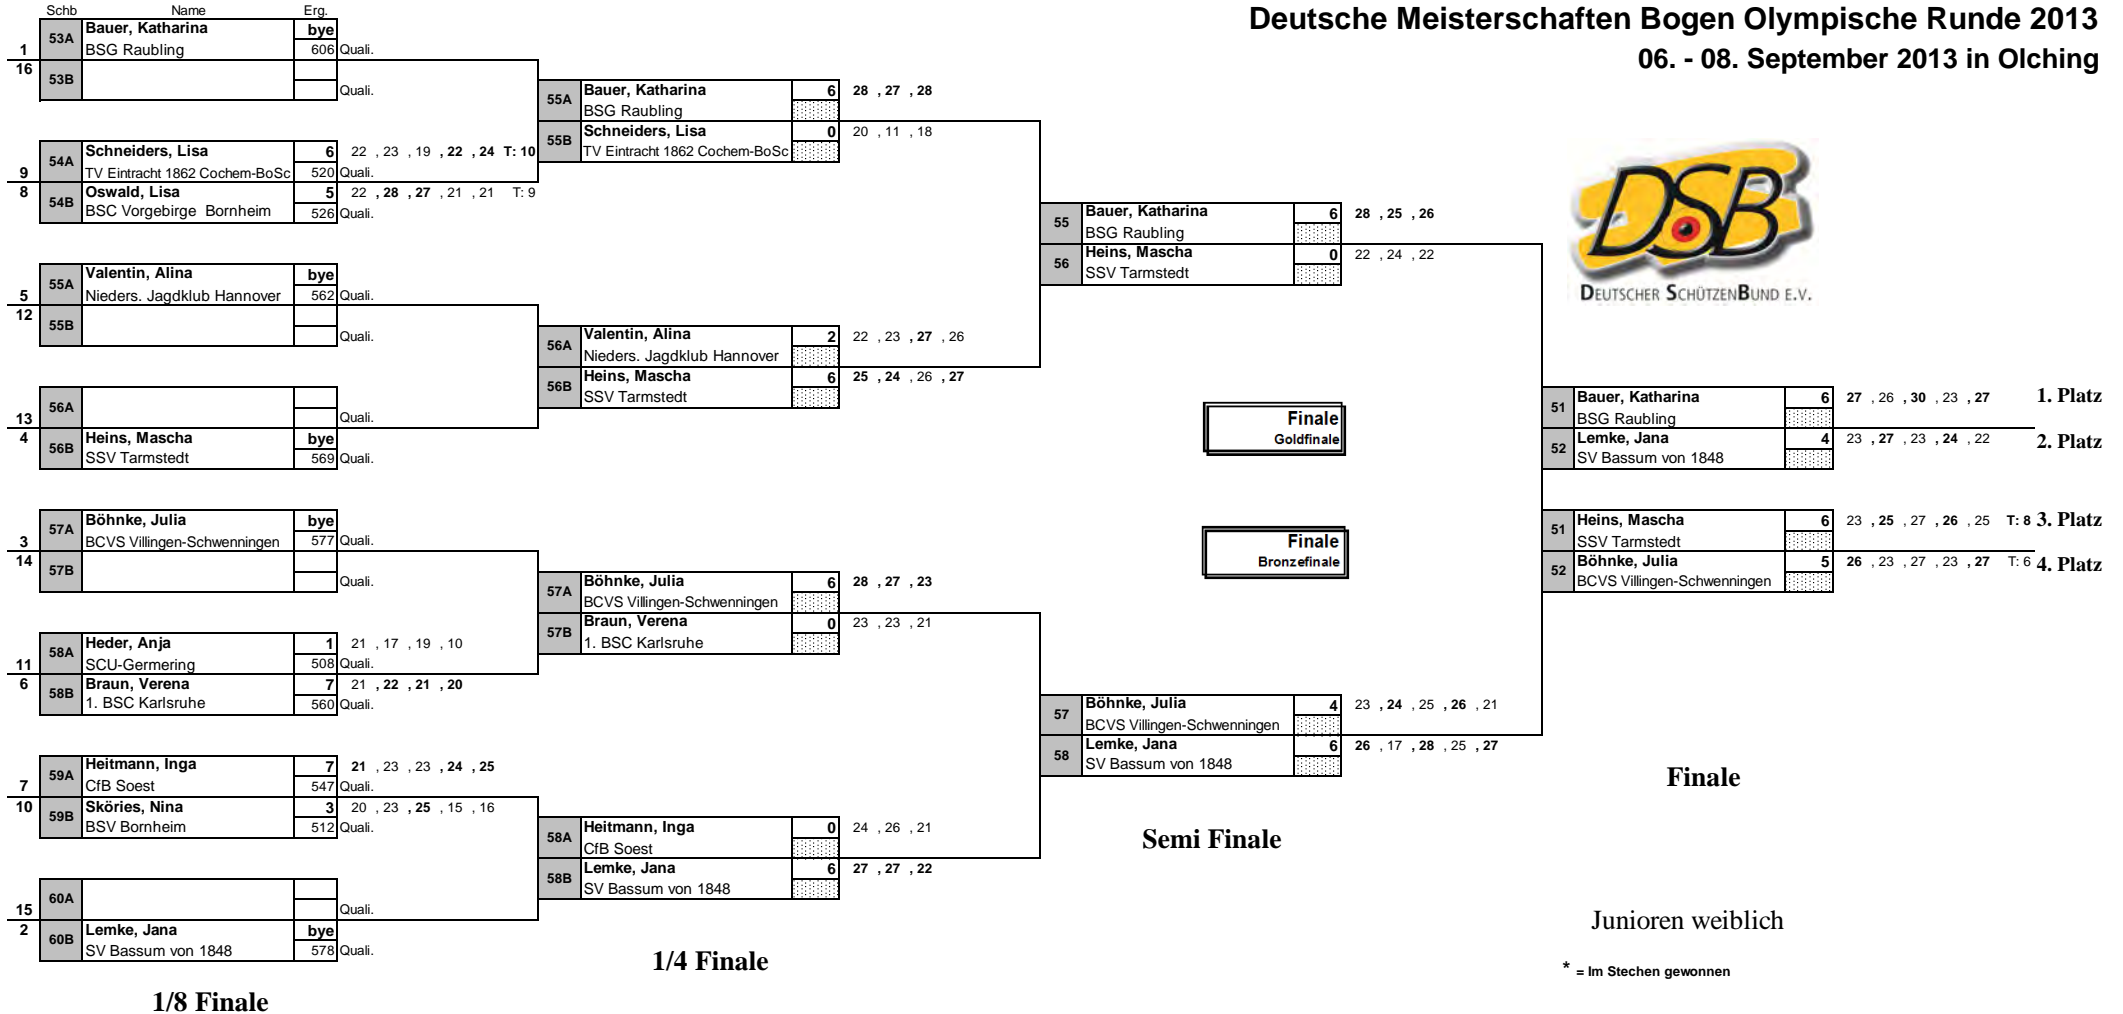 Deutsche Meisterschaften Bogen Olympische Runde 2013
06. - 08. September 2013 in Olching
Schb Name Erg.
53A Bauer, Katharina bye
1 BSG Raubling 606 Quali.
16 53B
Quali.
54A Schneiders, Lisa 6 22 , 23 , 19 , 22 , 24 T: 10
9 TV Eintracht 1862 Cochem-BoSc 520 Quali.
8 54B Oswald, Lisa 5 22 , 28 , 27 , 21 , 21 T: 9
BSC Vorgebirge Bornheim 526 Quali.
55A Valentin, Alina bye
5 Nieders. Jagdklub Hannover 562 Quali.
12 55B
Quali.
56A
13 Quali.
4 56B Heins, Mascha bye
SSV Tarmstedt 569 Quali.
57A Böhnke, Julia bye
3 BCVS Villingen-Schwenningen 577 Quali.
14 57B
Quali.
58A Heder, Anja 1 21 , 17 , 19 , 10
11 SCU-Germering 508 Quali.
6 58B Braun, Verena 7 21 , 22 , 21 , 20
1. BSC Karlsruhe 560 Quali.
59A Heitmann, Inga 7 21 , 23 , 23 , 24 , 25
7 CfB Soest 547 Quali.
10 59B Sköries, Nina 3 20 , 23 , 25 , 15 , 16
BSV Bornheim 512 Quali.
60A
15 Quali.
2 60B Lemke, Jana bye
SV Bassum von 1848 578 Quali.
1/8 Finale
55A Bauer, Katharina 6 28 , 27 , 28
BSG Raubling
55B Schneiders, Lisa 0 20 , 11 , 18
TV Eintracht 1862 Cochem-BoSc
56A Valentin, Alina 2 22 , 23 , 27 , 26
Nieders. Jagdklub Hannover
56B Heins, Mascha 6 25 , 24 , 26 , 27
SSV Tarmstedt
57A Böhnke, Julia 6 28 , 27 , 23
BCVS Villingen-Schwenningen
57B Braun, Verena 0 23 , 23 , 21
1. BSC Karlsruhe
58A Heitmann, Inga 0 24 , 26 , 21
CfB Soest
58B Lemke, Jana 6 27 , 27 , 22
SV Bassum von 1848
1/4 Finale
55 Bauer, Katharina 6 28 , 25 , 26
BSG Raubling
56 Heins, Mascha 0 22 , 24 , 22
SSV Tarmstedt
Finale
Goldfinale
Finale
Bronzefinale
57 Böhnke, Julia 4 23 , 24 , 25 , 26 , 21
BCVS Villingen-Schwenningen
58 Lemke, Jana 6 26 , 17 , 28 , 25 , 27
SV Bassum von 1848
Semi Finale
DSB
DEUTSCHER SCHÜTZENBUND E.V.
51 Bauer, Katharina 6 27 , 26 , 30 , 23 , 27 1. Platz
BSG Raubling
52 Lemke, Jana 4 23 , 27 , 23 , 24 , 22 2. Platz
SV Bassum von 1848
51 Heins, Mascha 6 23 , 25 , 27 , 26 , 25 T: 8 3. Platz
SSV Tarmstedt
52 Böhnke, Julia 5 26 , 23 , 27 , 23 , 27 T: 6 4. Platz
BCVS Villingen-Schwenningen
Finale
Junioren weiblich
* = Im Stechen gewonnen